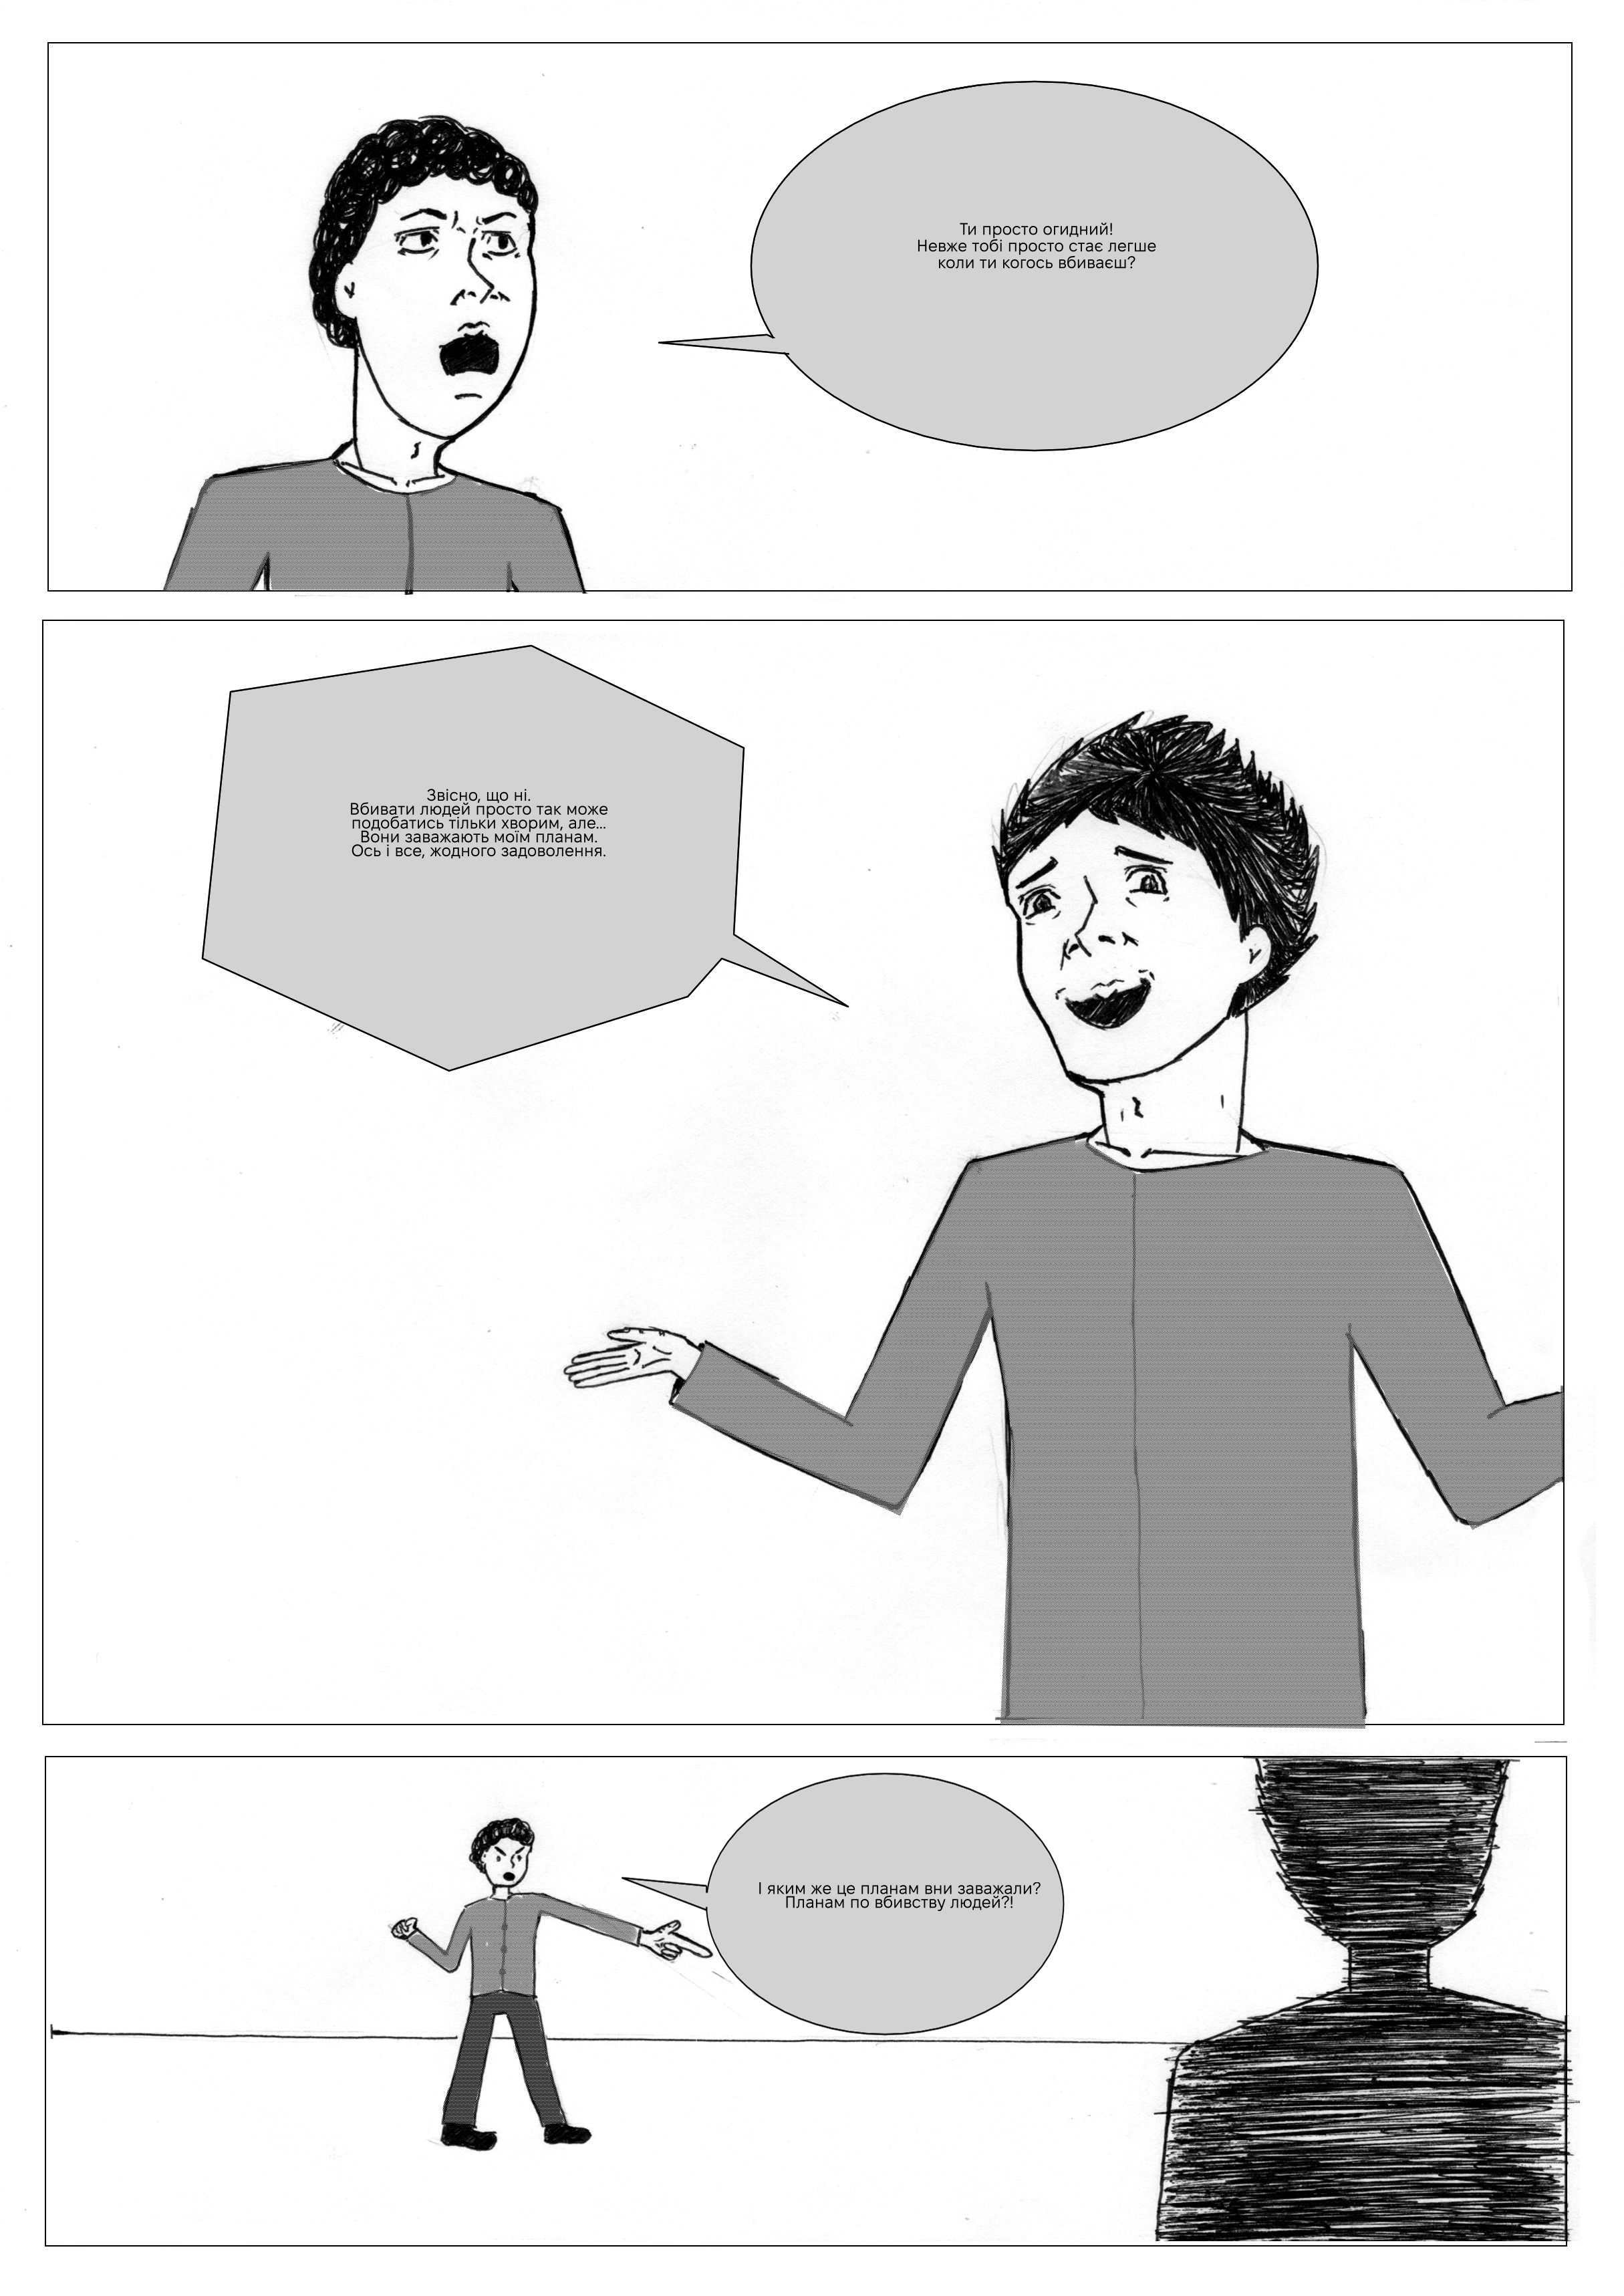 Ти просто огидний!
Невже тобі просто стає легше
коли ти когось вбиваєш?
Звісно, що ні.
Вбивати людей просто так може
подобатись тільки хворим, але...
Вони заважають моїм планам.
Ось і все, жодного задоволення.
І яким же це планам вни заважали?
Планам по вбивству людей?!